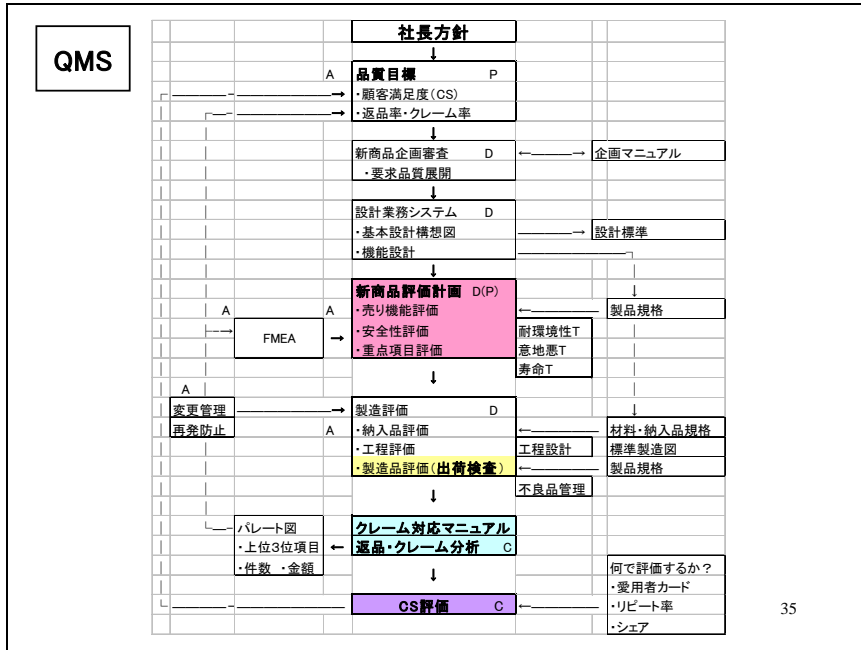 QMS
社長方針
↓
A 品質目標 P
・顧客満足度(CS)
・返品率・クレーム率
↓
新商品企画審査 D ←―――→ 企画マニュアル
・要求品質展開
↓
設計業務システム D
・基本設計構想図 ―――→ 設計標準
・機能設計
↓
新商品評価計画 D(P) ↓
A A ・売り機能評価 ←――― 製品規格
FMEA → ・安全性評価 耐環境性T
・重点項目評価 意地悪T
寿命T
↓
A
変更管理 ―――→ 製造評価 D ↓
再発防止 A ・納入品評価 ←――― 材料・納入品規格
・工程評価 工程設計 標準製造図
・製造品評価(出荷検査) ←――― 製品規格
不良品管理
↓
パレート図 クレーム対応マニュアル
・上位3位項目 ← 返品・クレーム分析 C
・件数 ・金額
↓ 何で評価するか?
・愛用者カード
CS評価 C ←――― ・リピート率
・シェア
35